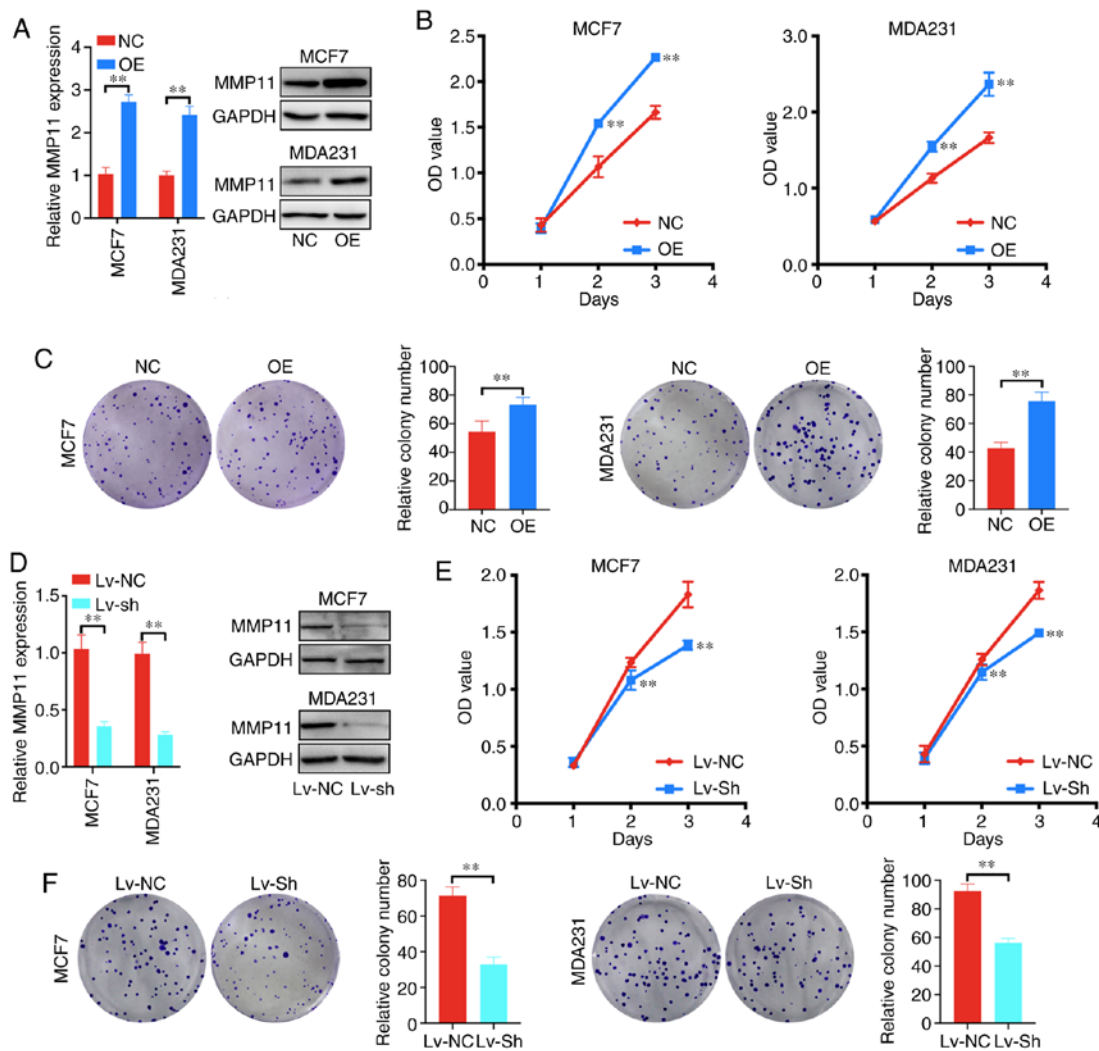 A
NC
OE
Relative MMP11 expression
4
3
2
1
0
**
**
MCF7
MDA231
MCF7
MMP11
GAPDH
MDA231
MMP11
GAPDH
NC OE
B
MCF7
OD value
2.5
2.0
1.5
1.0
0.5
0.0
**
**
NC
OE
0 1 2 3 4
Days
MDA231
OD value
3.0
2.0
1.0
0.0
**
**
NC
OE
0 1 2 3 4
Days
C
MCF7
NC OE
Relative colony number
100
80
60
40
20
0
**
NC OE
MDA231
NC OE
Relative colony number
100
80
60
40
20
0
**
NC OE
D
Lv-NC
Lv-sh
Relative MMP11 expression
1.5
1.0
0.5
0.0
**
**
MCF7
MDA231
MCF7
MMP11
GAPDH
MDA231
MMP11
GAPDH
Lv-NC Lv-sh
E
MCF7
OD value
2.0
1.5
1.0
0.5
0.0
**
**
Lv-NC
Lv-Sh
0 1 2 3 4
Days
MDA231
OD value
2.0
1.5
1.0
0.5
0.0
**
**
Lv-NC
Lv-Sh
0 1 2 3 4
Days
F
MCF7
Lv-NC Lv-Sh
Relative colony number
80
60
40
20
0
**
Lv-NC Lv-Sh
MDA231
Lv-NC Lv-Sh
Relative colony number
100
80
60
40
20
0
**
Lv-NC Lv-Sh